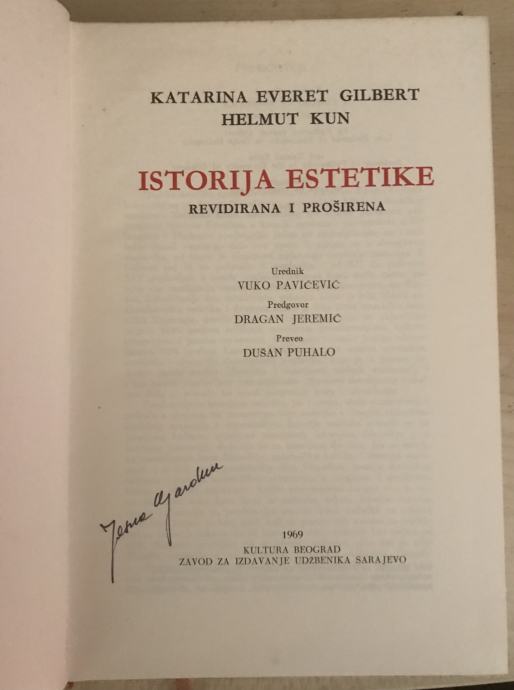 KATARINA EVERET GILBERT
HELMUT KUN
ISTORIJA ESTETIKE
REVIDIRANA I PROŠIRENA
Urednik
VUKO PAVIĆEVIĆ
Predgovor
DRAGAN JEREMIĆ
Preveo
DUŠAN PUHALO
1969
KULTURA BEOGRAD
ZAVOD ZA IZDAVANJE UDŽBENIKA SARAJEVO